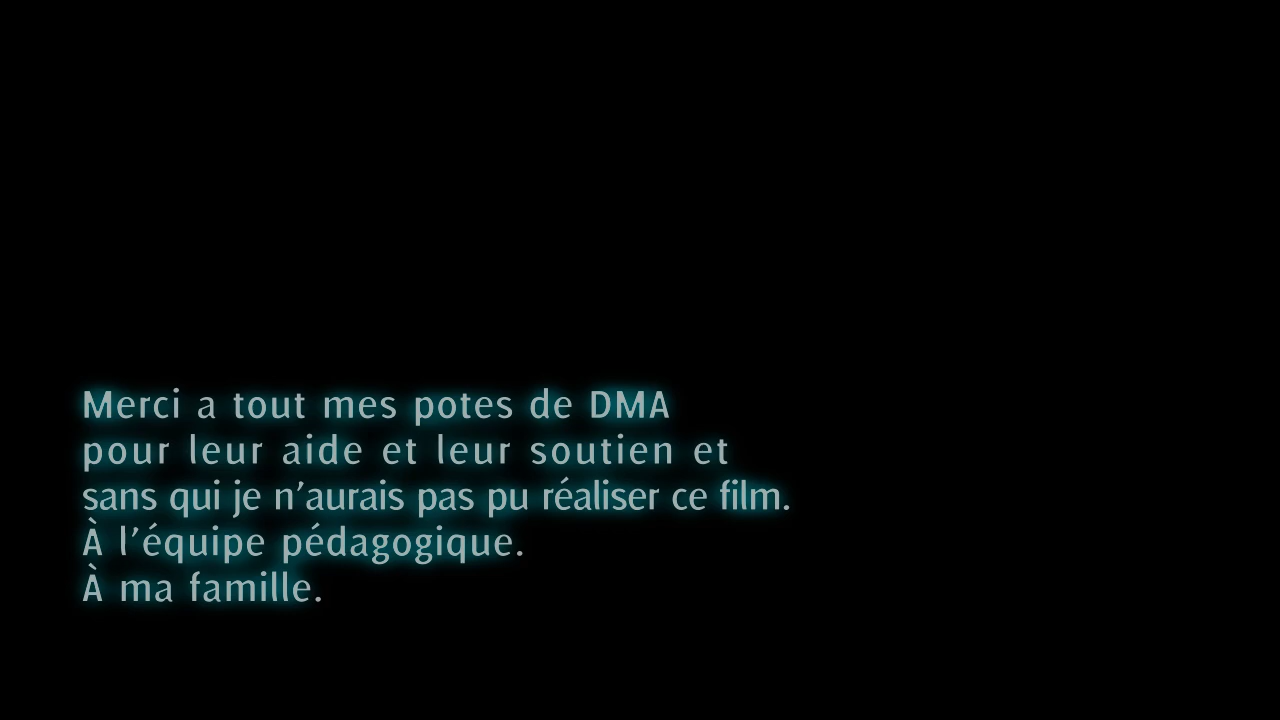 Merci a tout mes potes de DMA
pour leur aide et leur soutien et
sans qui je n’aurais pas pu réaliser ce film.
À l’équipe pédagogique.
À ma famille.